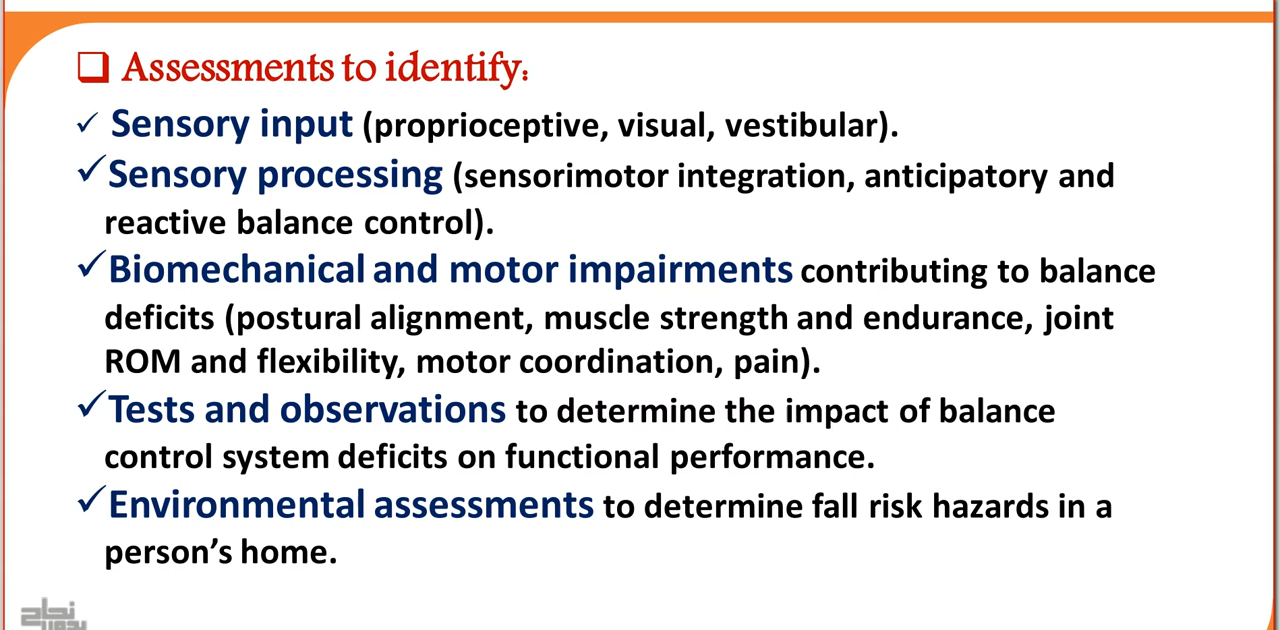 ❑ Assessments to identify:
✓ Sensory input (proprioceptive, visual, vestibular).
✓Sensory processing (sensorimotor integration, anticipatory and
reactive balance control).
✓Biomechanical and motor impairments contributing to balance
deficits (postural alignment, muscle strength and endurance, joint
ROM and flexibility, motor coordination, pain).
✓Tests and observations to determine the impact of balance
control system deficits on functional performance.
✓Environmental assessments to determine fall risk hazards in a
person’s home.
نجاح